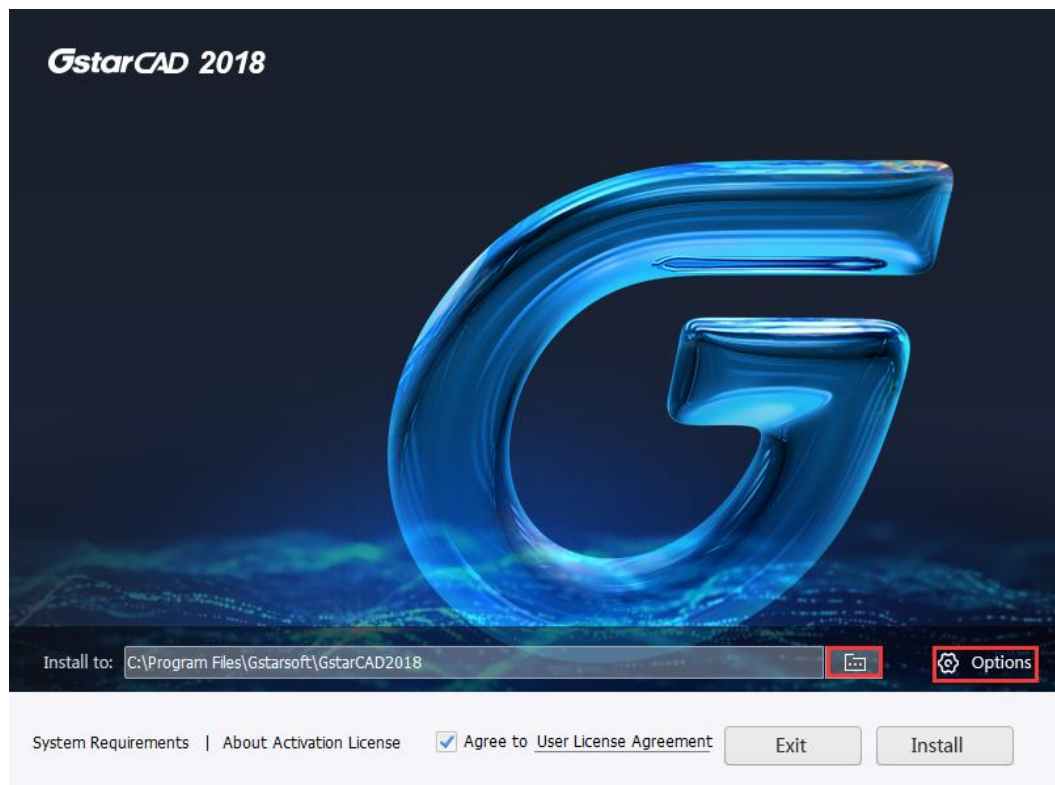 GstarCAD 2018
Install to: C:\Program Files\Gstarsoft\GstarCAD2018 Options
System Requirements | About Activation License Agree to User License Agreement Exit Install